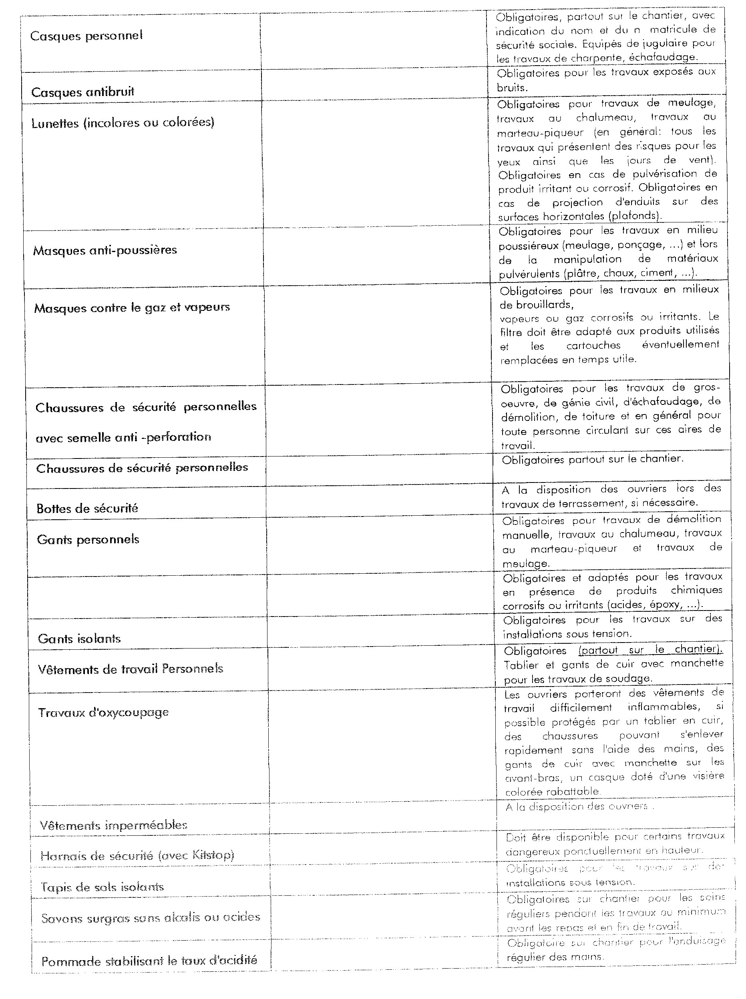 Casques personnel
Obligatoires, partout sur le chantier, avec
indication du nom et du n matricule de
sécurité sociale. Equipés de jugulaire pour
les travaux de charpente, échafaudage.
Casques antibruit
Obligatoires pour les travaux exposés aux
bruits.
Lunettes (incolores ou colorées)
Obligatoires pour travaux de meulage,
travaux au chalumeau, travaux au
marteau-piqueur (en général: tous les
travaux qui présentent des risques pour les
yeux ainsi que les jours de vent).
Obligatoires en cas de pulvérisation de
produit irritant ou corrosif. Obligatoires en
cas de projection d'enduits sur des
surfaces horizontales (plafonds).
Masques anti-poussières
Obligatoires pour les travaux en milieu
poussiéreux (meulage, ponçage, ...) et lors
de la manipulation de matériaux
pulvérulents (plâtre, chaux, ciment, ...).
Masques contre le gaz et vapeurs
Obligatoires pour les travaux en milieux
de brouillards,
vapeurs ou gaz corrosifs ou irritants. Le
filtre doit être adapté aux produits utilisés
et les cartouches éventuellement
remplacées en temps utile.
Chaussures de sécurité personnelles
avec semelle anti -perforation
Obligatoires pour les travaux de gros-
oeuvre, de génie civil, d'échafaudage, de
démolition, de toiture et en général pour
toute personne circulant sur ces aires de
travail.
Chaussures de sécurité personnelles
Obligatoires partout sur le chantier.
Bottes de sécurité
A la disposition des ouvriers lors des
travaux de terrassement, si nécessaire.
Gants personnels
Obligatoires pour travaux de démolition
manuelle, travaux au chalumeau, travaux
au marteau-piqueur et travaux de
meulage.
Obligatoires et adaptés pour les travaux
en présence de produits chimiques
corrosifs ou irritants (acides, époxy, ...).
Gants isolants
Obligatoires pour les travaux sur des
installations sous tension.
Vêtements de travail Personnels
Obligatoires (partout sur le chantier).
Tablier et gants de cuir avec manchette
pour les travaux de soudage.
Travaux d'oxycoupage
Les ouvriers porteront des vêtements de
travail difficilement inflammables, si
possible protégés par un tablier en cuir,
des chaussures pouvant s'enlever
rapidement sans l'aide des mains, des
gants de cuir avec manchette sur les
avant-bras, un casque doté d'une visière
colorée rabattable.
Vêtements imperméables
A la disposition des ouvriers .
Harnais de sécurité (avec Kitstop)
Doit être disponible pour certains travaux
dangereux ponctuellement en hauteur.
Tapis de sols isolants
Obligatoires pour les travaux sur des
installations sous tension.
Savons surgras sans alcalis ou acides
Obligatoires sur chantier pour les soins
réguliers pendant les travaux au minimum
avant les repas et en fin de travail.
Pommade stabilisant le taux d'acidité
Obligatoire sur chantier pour l'enduisage
régulier des mains.